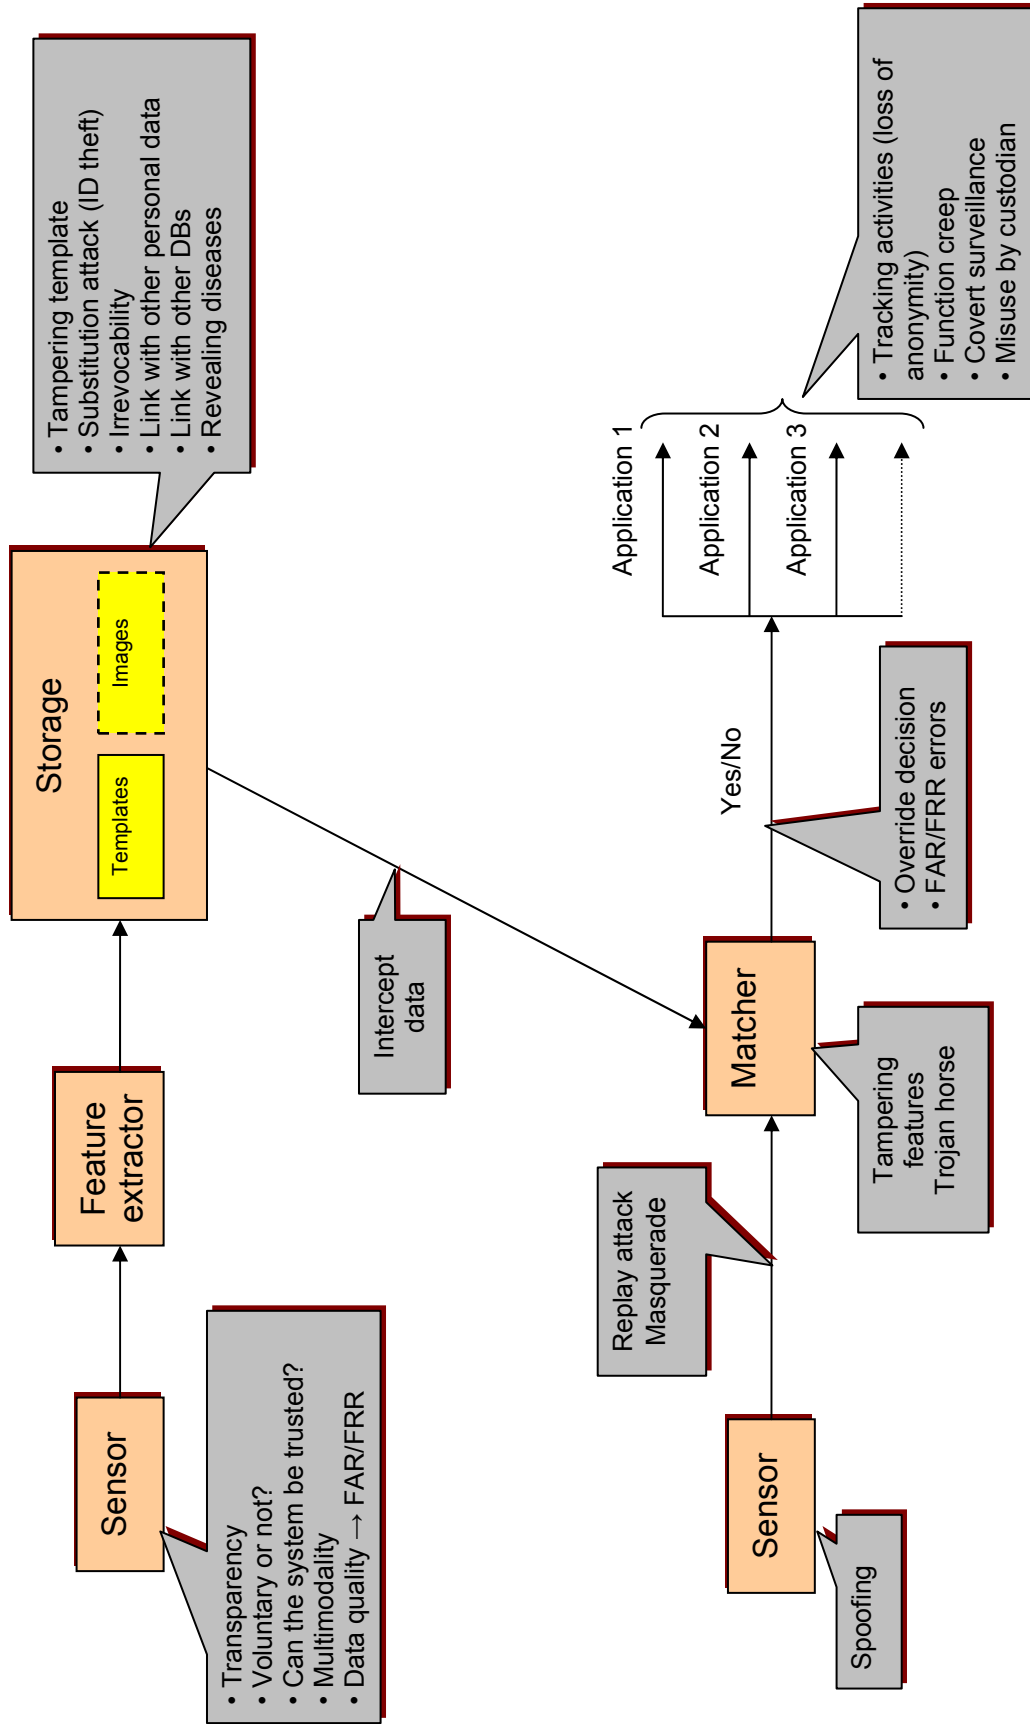 • Tampering template
• Substitution attack (ID theft)
• Irrevocability
• Link with other personal data
• Link with other DBs
• Revealing diseases
Storage
Templates
Images
Feature
extractor
Sensor
• Transparency
• Voluntary or not?
• Can the system be trusted?
• Multimodality
• Data quality → FAR/FRR
Intercept
data
Sensor
Spoofing
Replay attack
Masquerade
Matcher
Tampering
features
Trojan horse
Yes/No
• Override decision
• FAR/FRR errors
Application 1
Application 2
Application 3
• Tracking activities (loss of
anonymity)
• Function creep
• Covert surveillance
• Misuse by custodian